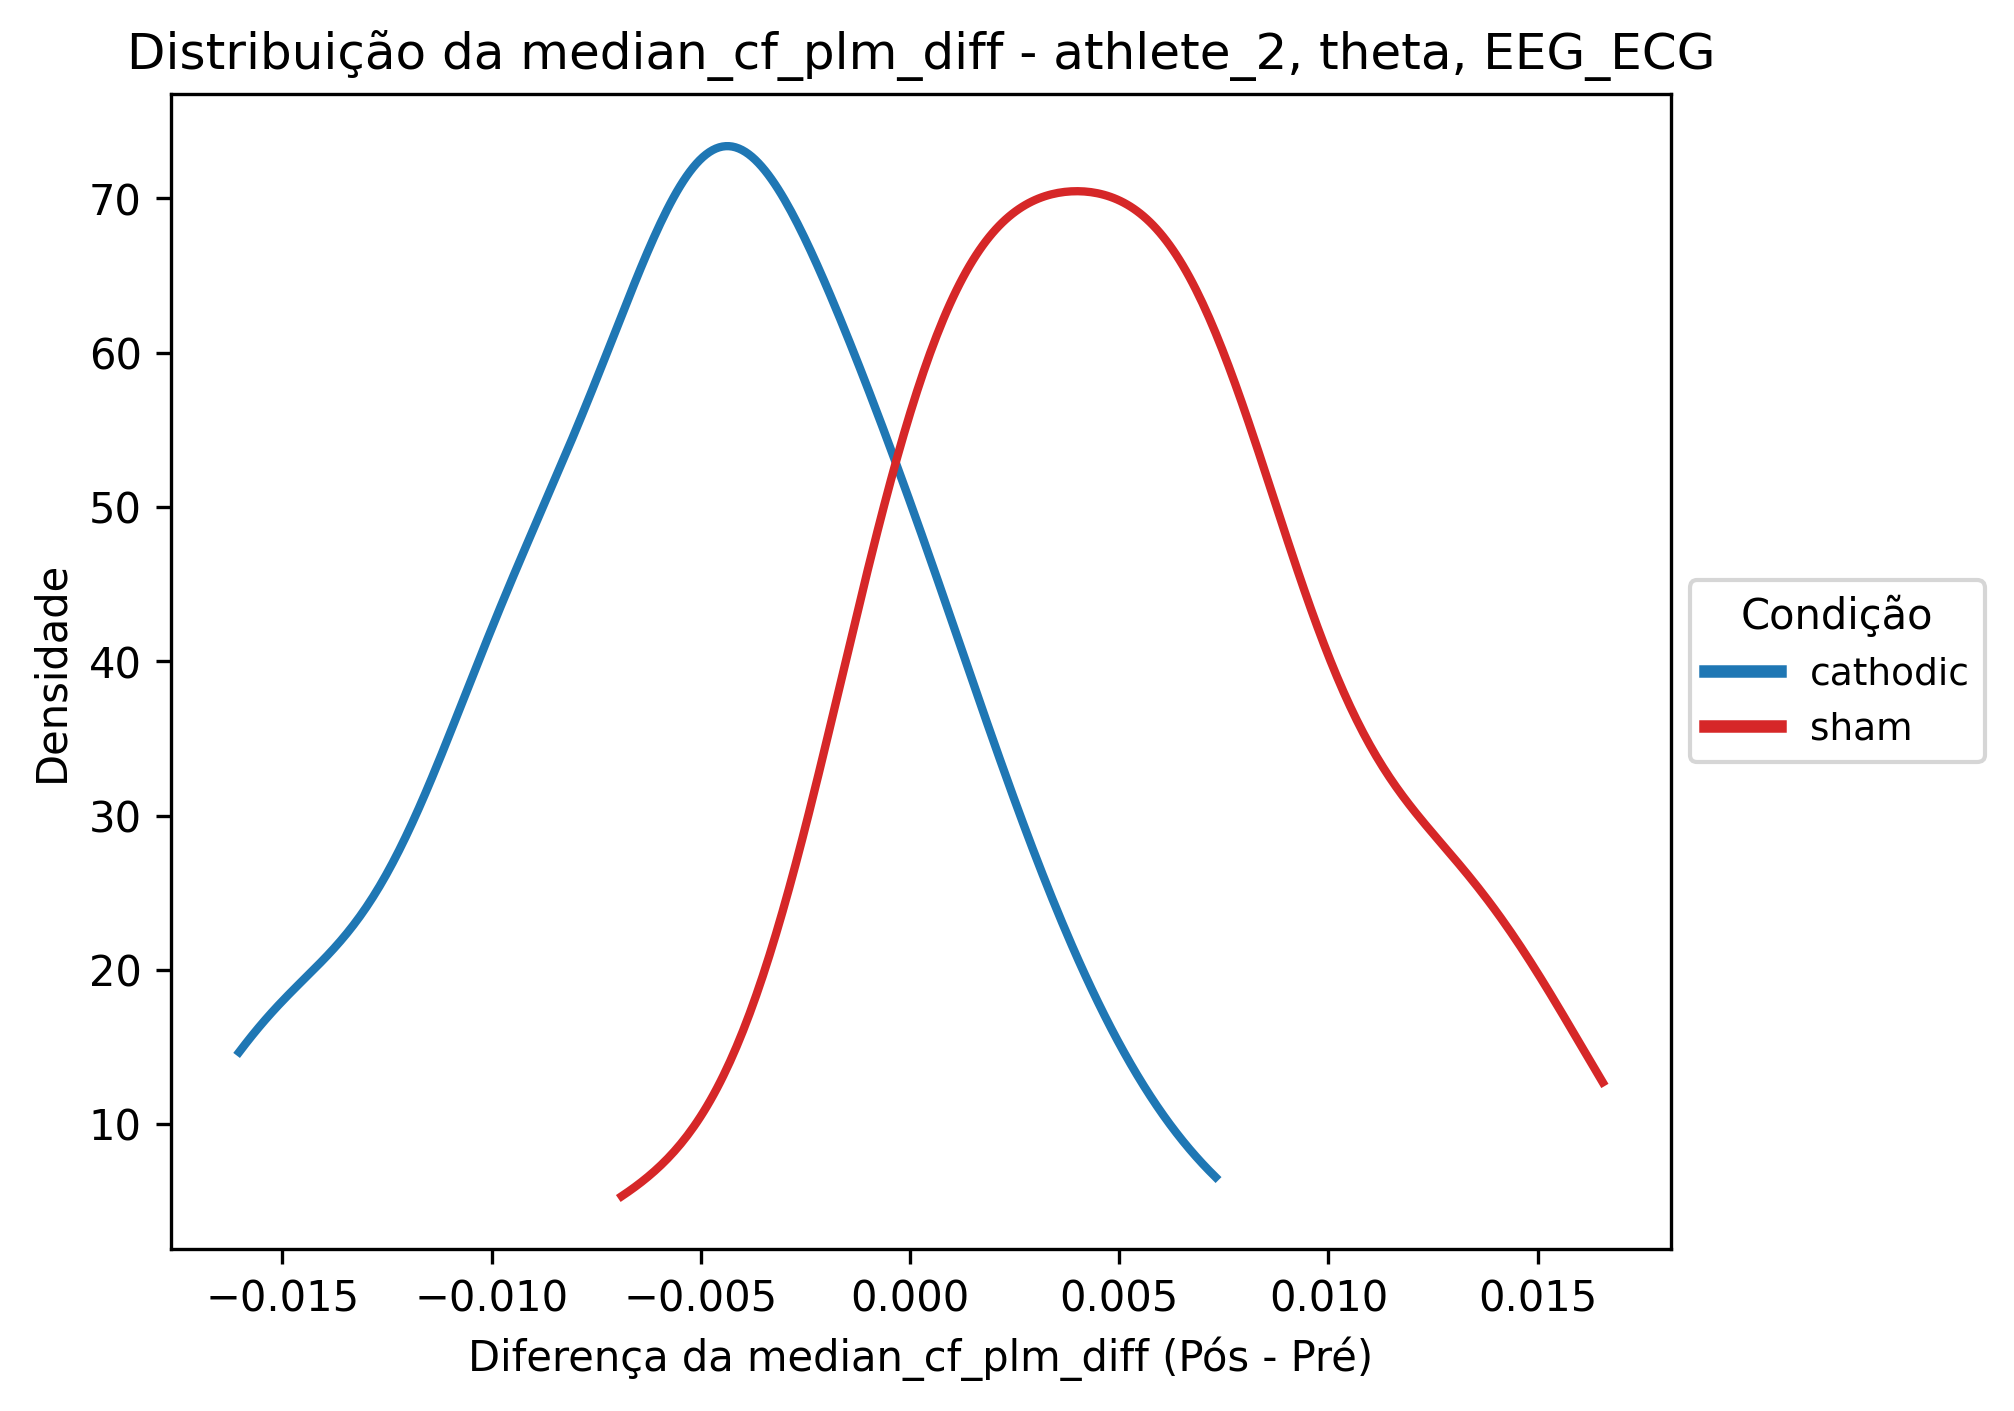 Distribuição da median_cf_plm_diff - athlete_2, theta, EEG_ECG
70
60
50
40
30
20
10
Densidade
−0.015 −0.010 −0.005 0.000 0.005 0.010 0.015
Diferença da median_cf_plm_diff (Pós - Pré)
Condição
cathodic
sham